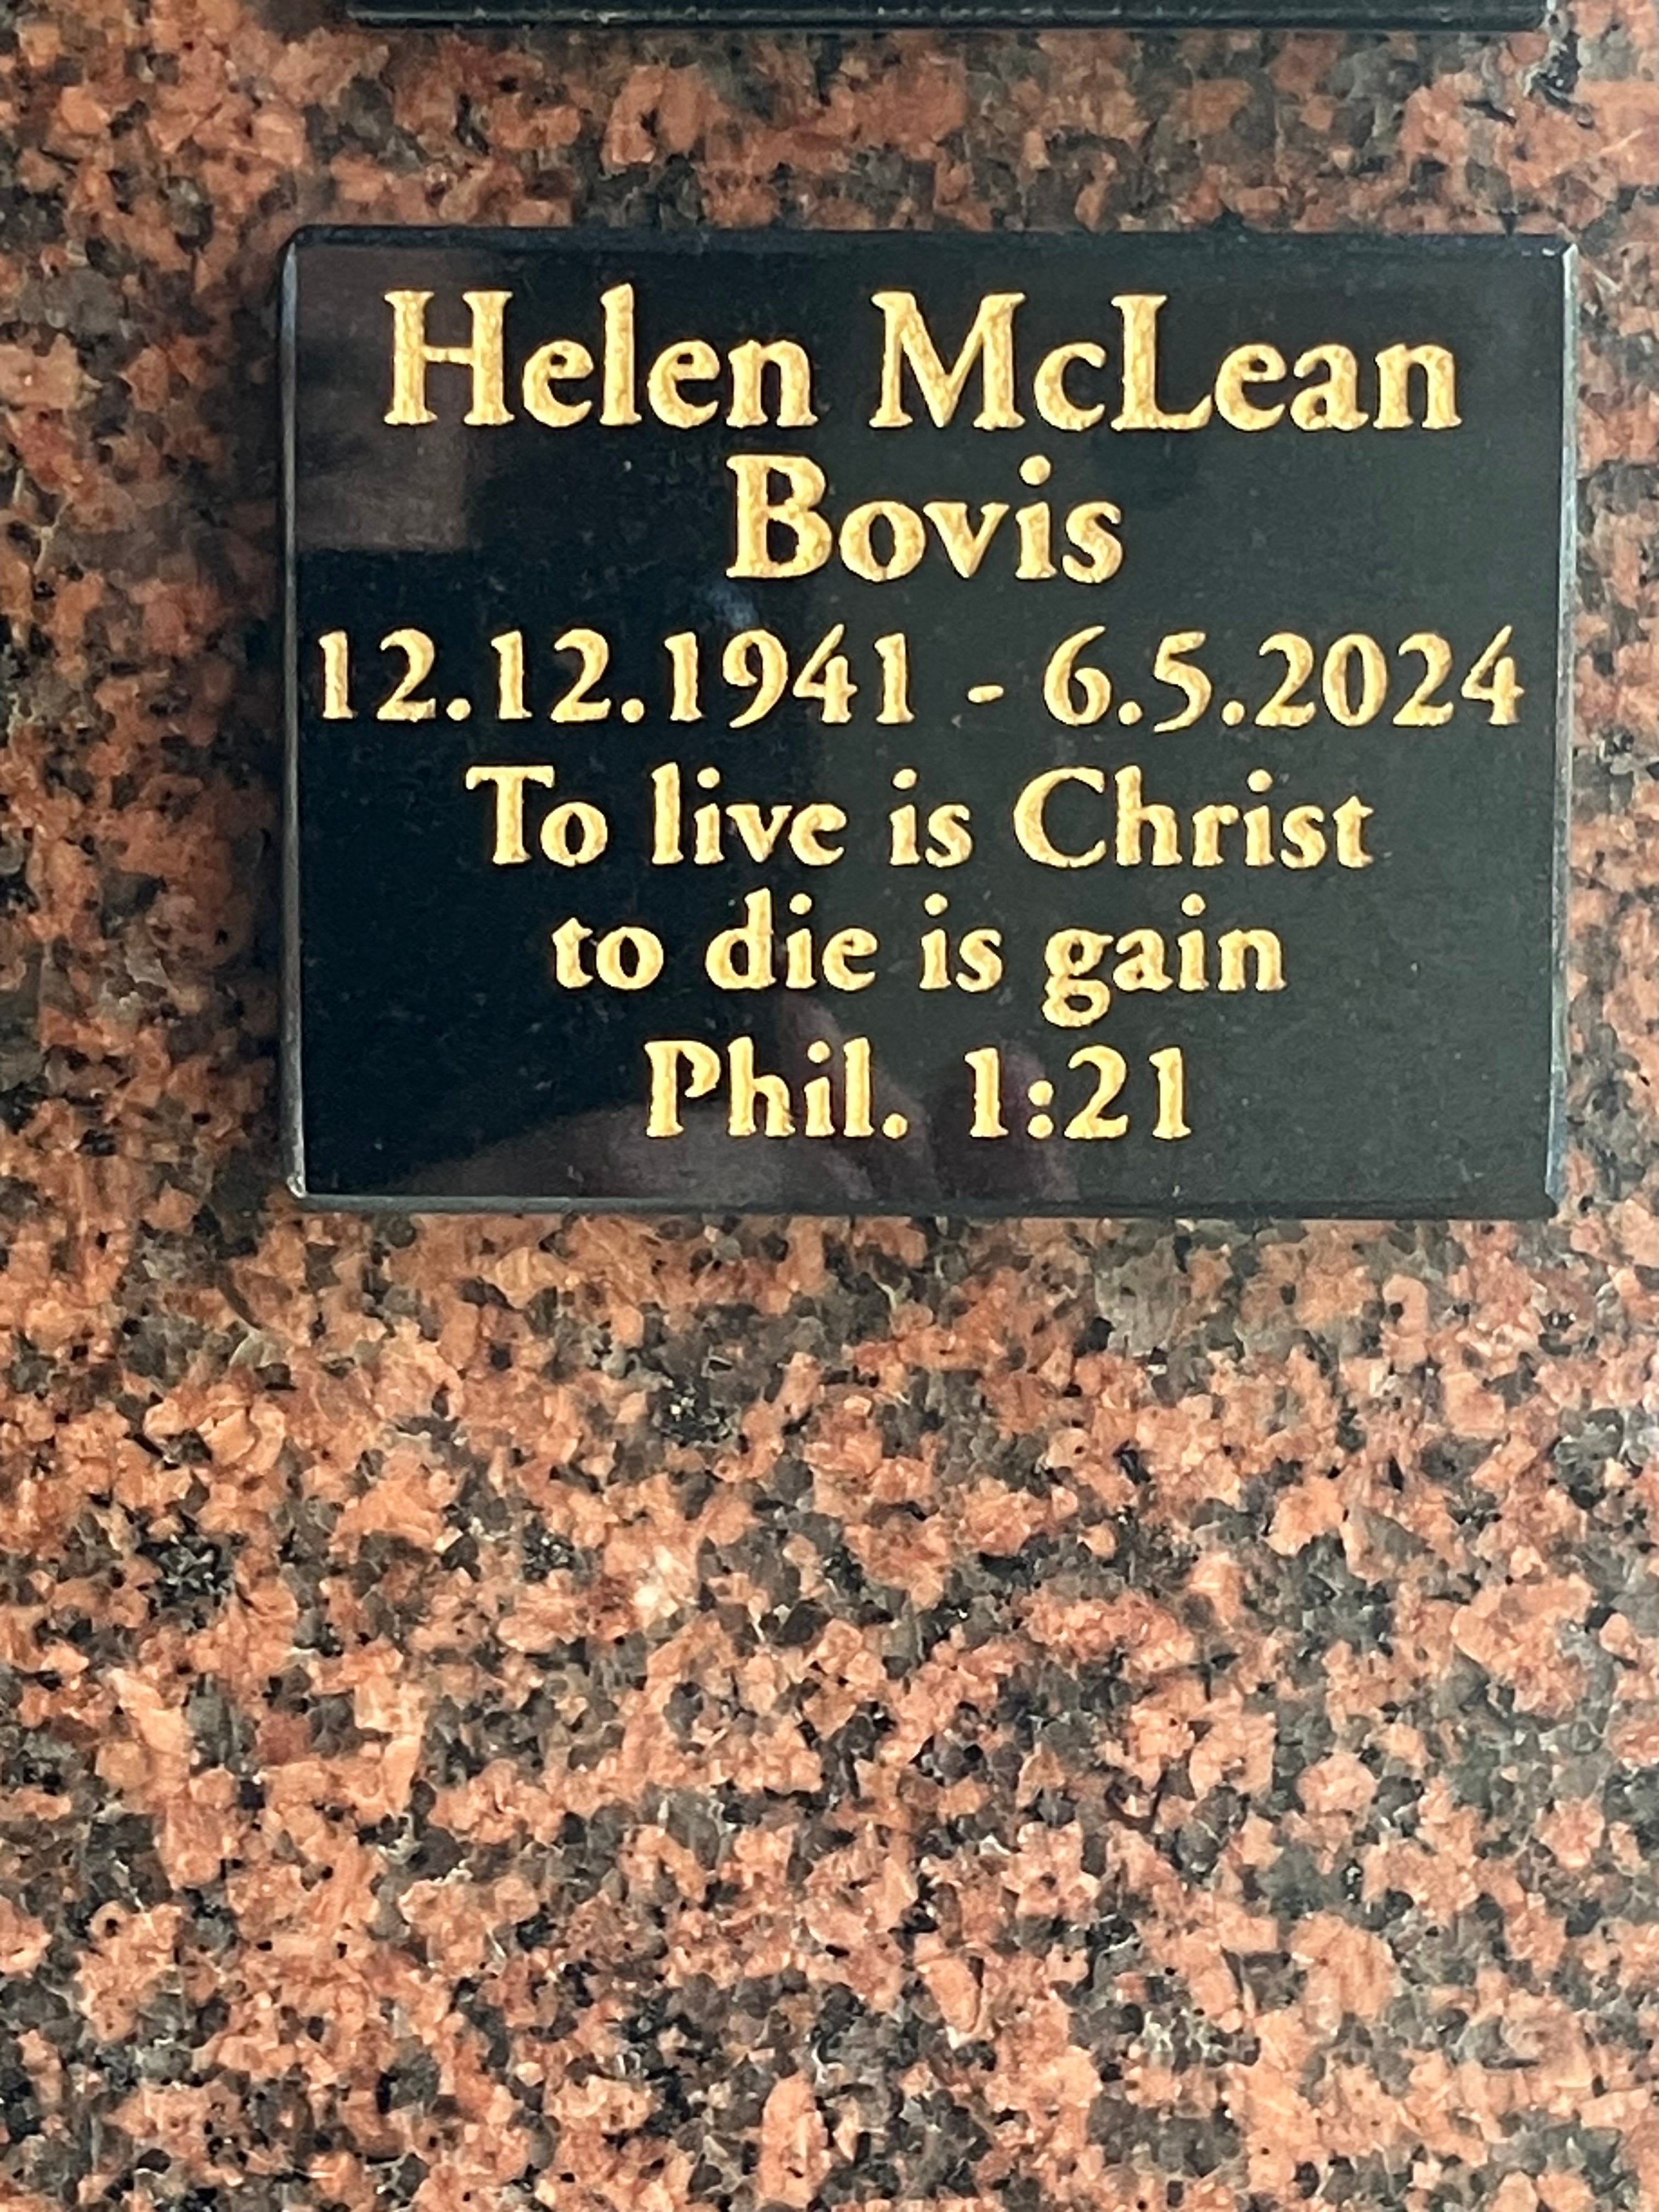 Helen McLean
Bovis
12.12.1941 - 6.5.2024
To live is Christ
to die is gain
Phil. 1:21